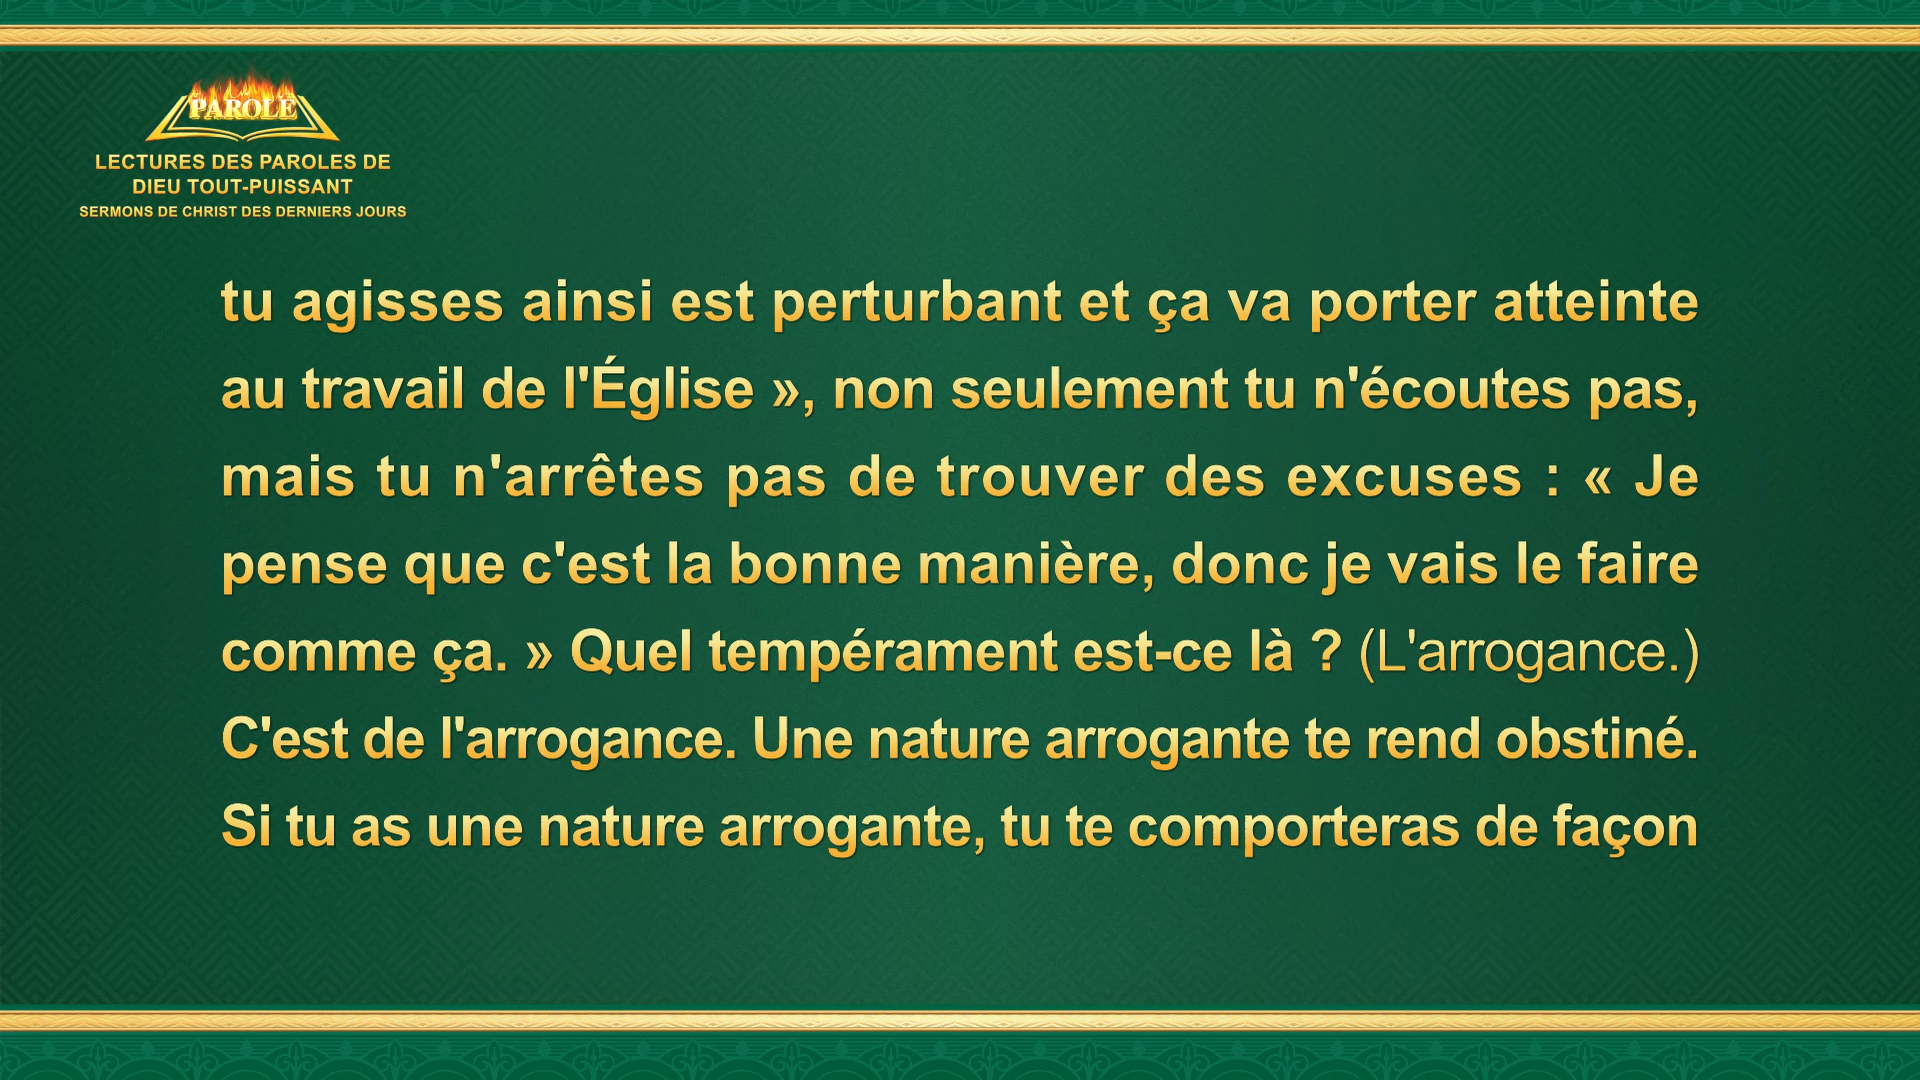 PAROLE
LECTURES DES PAROLES DE
DIEU TOUT-PUISSANT
SERMONS DE CHRIST DES DERNIERS JOURS
tu agisses ainsi est perturbant et ça va porter atteinte
au travail de l'Église », non seulement tu n'écoutes pas,
mais tu n'arrêtes pas de trouver des excuses : « Je
pense que c'est la bonne manière, donc je vais le faire
comme ça. » Quel tempérament est-ce là ? (L'arrogance.)
C'est de l'arrogance. Une nature arrogante te rend obstiné.
Si tu as une nature arrogante, tu te comporteras de façon